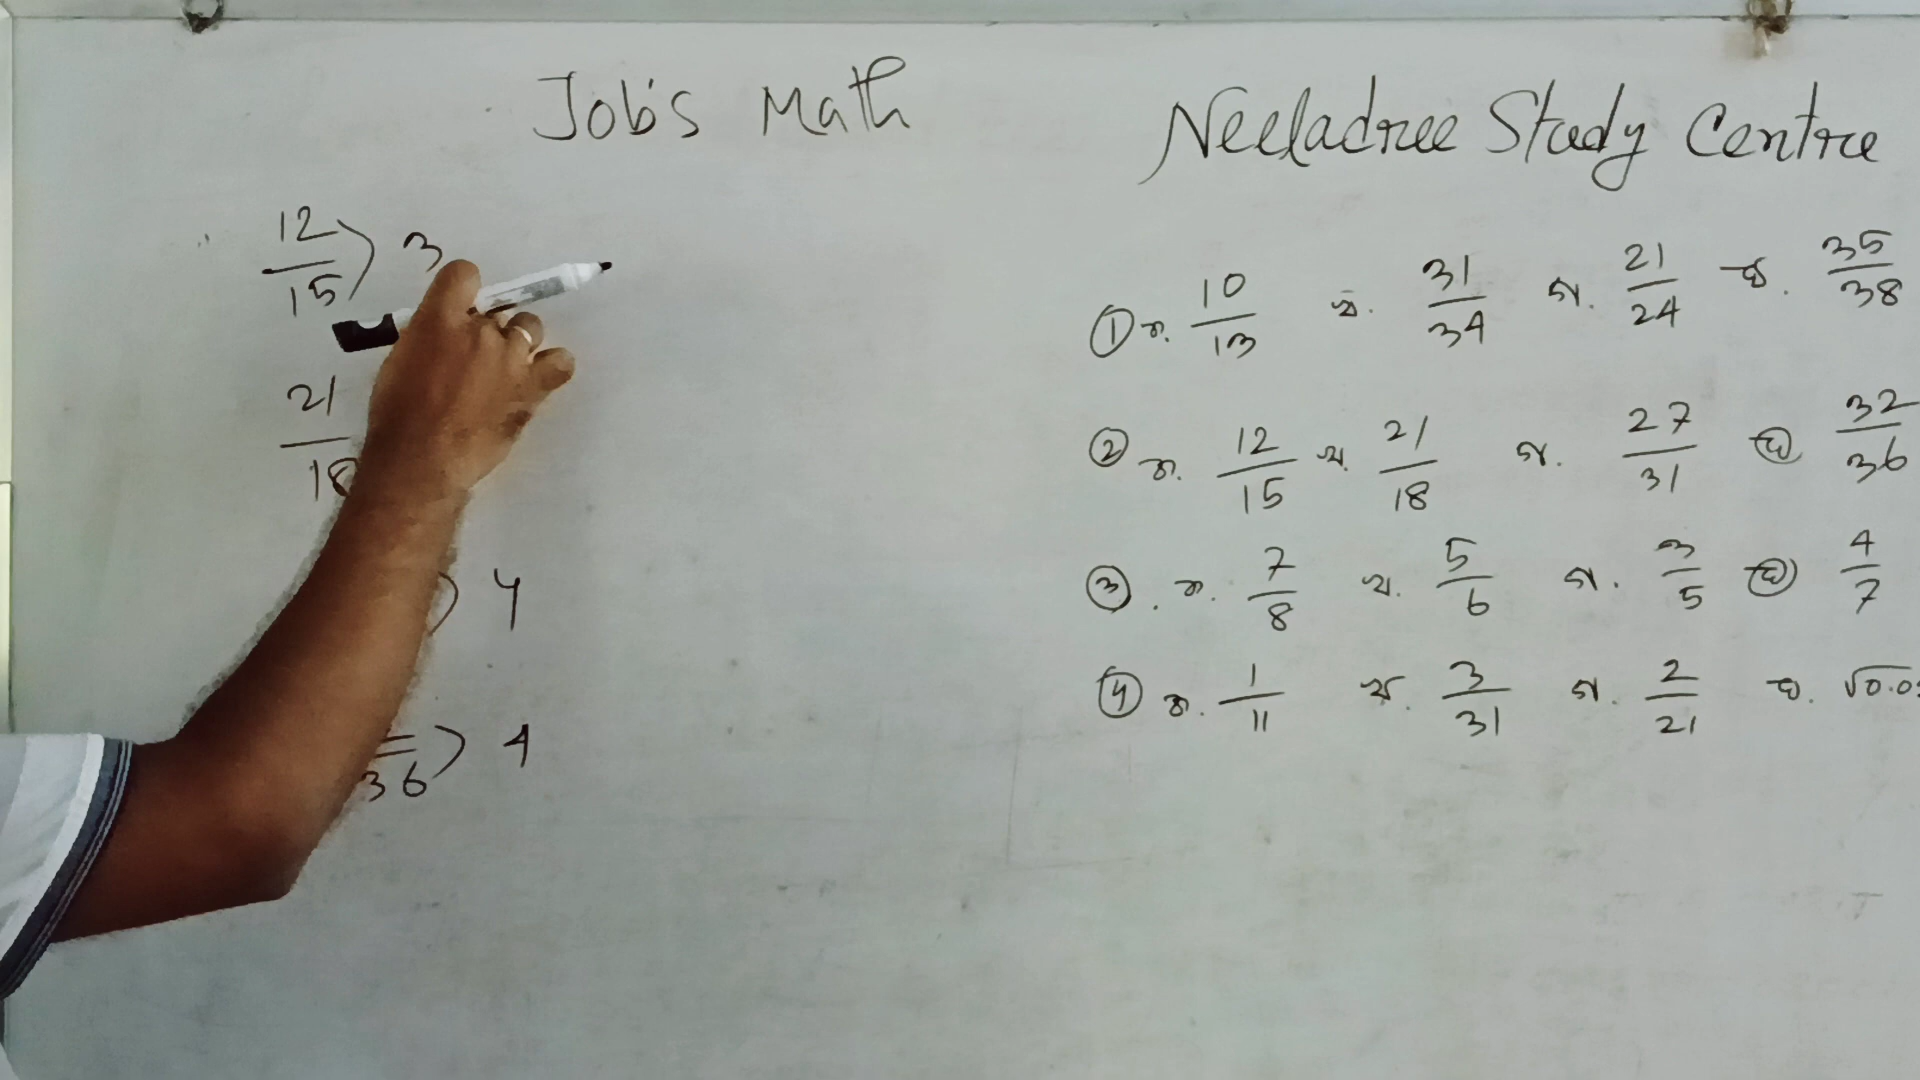 Job's Math
Neeladree Study Centre
12/15 ) 3
21/18
) 4
36 ) 4
① ক. 10/13 খ. 31/34 গ. 21/24 ঘ. 35/38
② ক. 12/15 খ. 21/18 গ. 27/31 ঘ 32/36
③ . ক. 7/8 খ. 5/6 গ. 3/5 ঘ 4/7
④ ক. 1/11 খ. 3/31 গ. 2/21 ঘ. √0.0